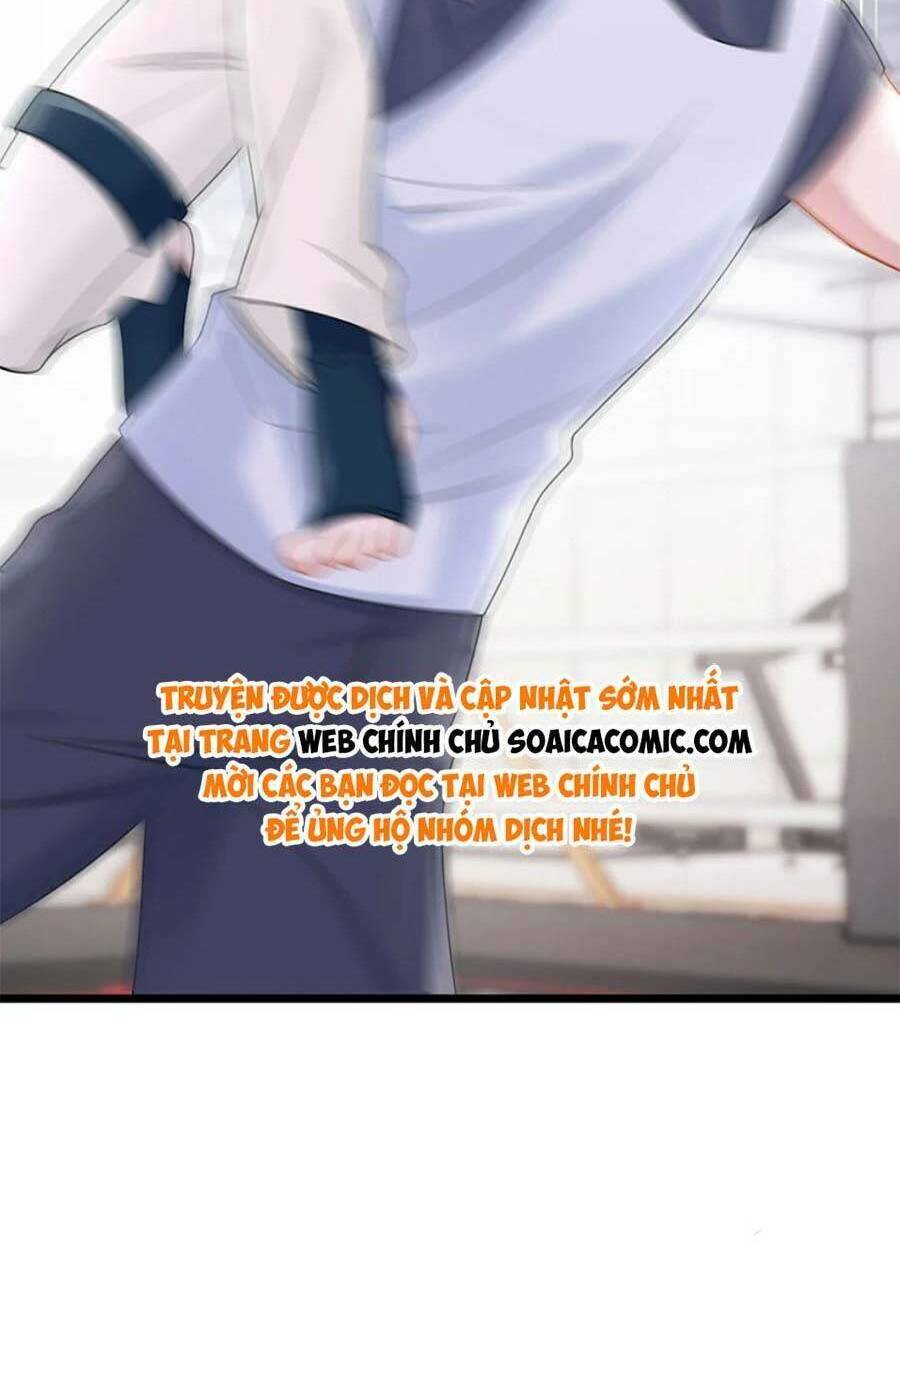 TRUYỆN ĐƯỢC DỊCH VÀ CẬP NHẬT SỚM NHẤT
TẠI TRANG WEB CHÍNH CHỦ SOAICACOMIC.COM
MỜI CÁC BẠN ĐỌC TẠI WEB CHÍNH CHỦ
ĐỂ ỦNG HỘ NHÓM DỊCH NHÉ!